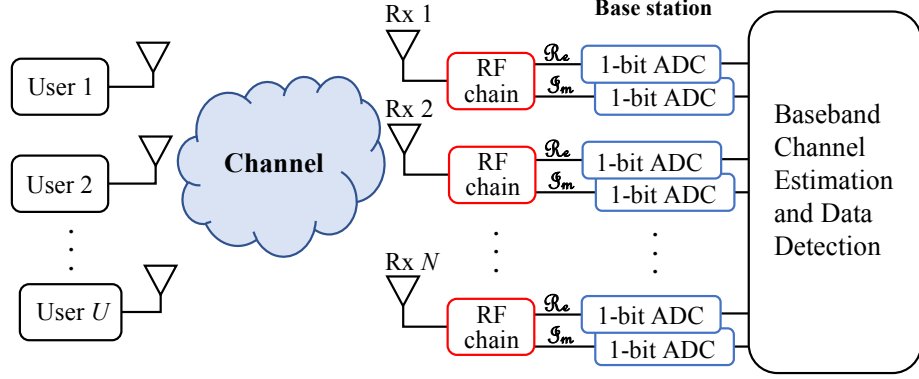 Base station
Rx 1
User 1
RF
chain
ℛℯ
ℐ𝓂
1-bit ADC
1-bit ADC
Rx 2
User 2
Channel
RF
chain
ℛℯ
ℐ𝓂
1-bit ADC
1-bit ADC
Baseband
Channel
Estimation
and Data
Detection
Rx N
User U
RF
chain
ℛℯ
ℐ𝓂
1-bit ADC
1-bit ADC